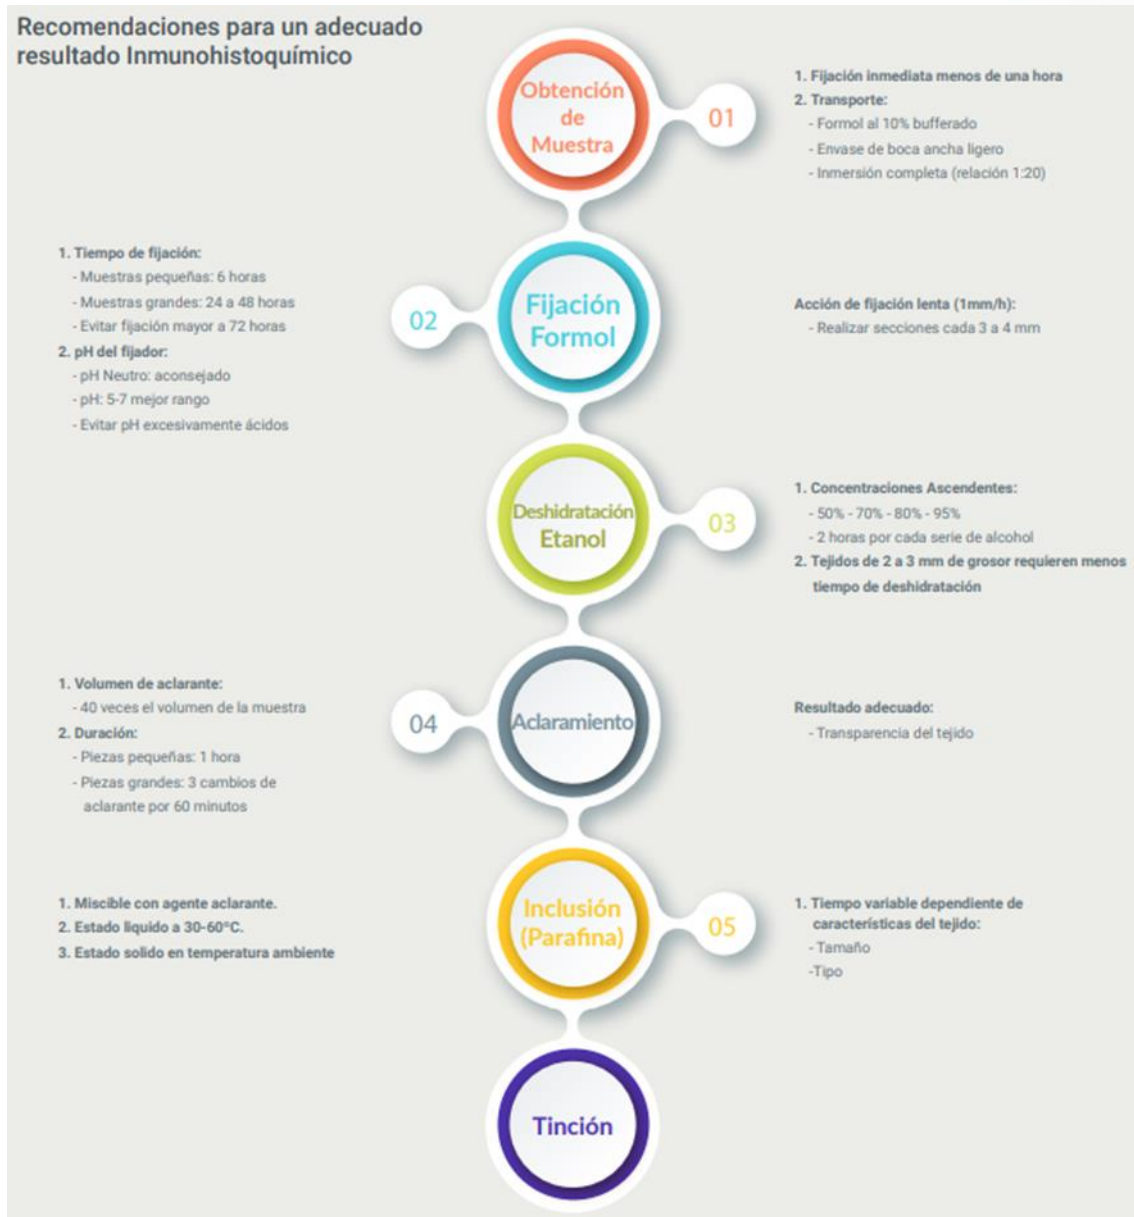 Recomendaciones para un adecuado
resultado Inmunohistoquímico
Obtención
de
Muestra
01
1. Fijación inmediata menos de una hora
2. Transporte:
- Formol al 10% bufferado
- Envase de boca ancha ligero
- Inmersión completa (relación 1:20)
1. Tiempo de fijación:
- Muestras pequeñas: 6 horas
- Muestras grandes: 24 a 48 horas
- Evitar fijación mayor a 72 horas
2. pH del fijador:
- pH Neutro: aconsejado
- pH: 5-7 mejor rango
- Evitar pH excesivamente ácidos
02
Fijación
Formol
Acción de fijación lenta (1mm/h):
- Realizar secciones cada 3 a 4 mm
Deshidratación
Etanol
03
1. Concentraciones Ascendentes:
- 50% - 70% - 80% - 95%
- 2 horas por cada serie de alcohol
2. Tejidos de 2 a 3 mm de grosor requieren menos
tiempo de deshidratación
1. Volumen de aclarante:
- 40 veces el volumen de la muestra
2. Duración:
- Piezas pequeñas: 1 hora
- Piezas grandes: 3 cambios de
aclarante por 60 minutos
04
Aclaramiento
Resultado adecuado:
- Transparencia del tejido
1. Miscible con agente aclarante.
2. Estado liquido a 30-60°C.
3. Estado solido en temperatura ambiente
Inclusión
(Parafina)
05
1. Tiempo variable dependiente de
características del tejido:
- Tamaño
-Tipo
Tinción